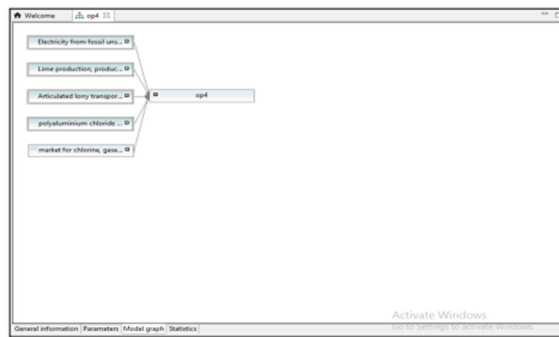 Welcome
op4
Electricity from fossil uns...
Lime production, produc...
Articulated lorry transpor...
op4
polyaluminium chloride ...
market for chlorine, gase...
Activate Windows
Go to Settings to activate Windows.
General information Parameters Model graph Statistics